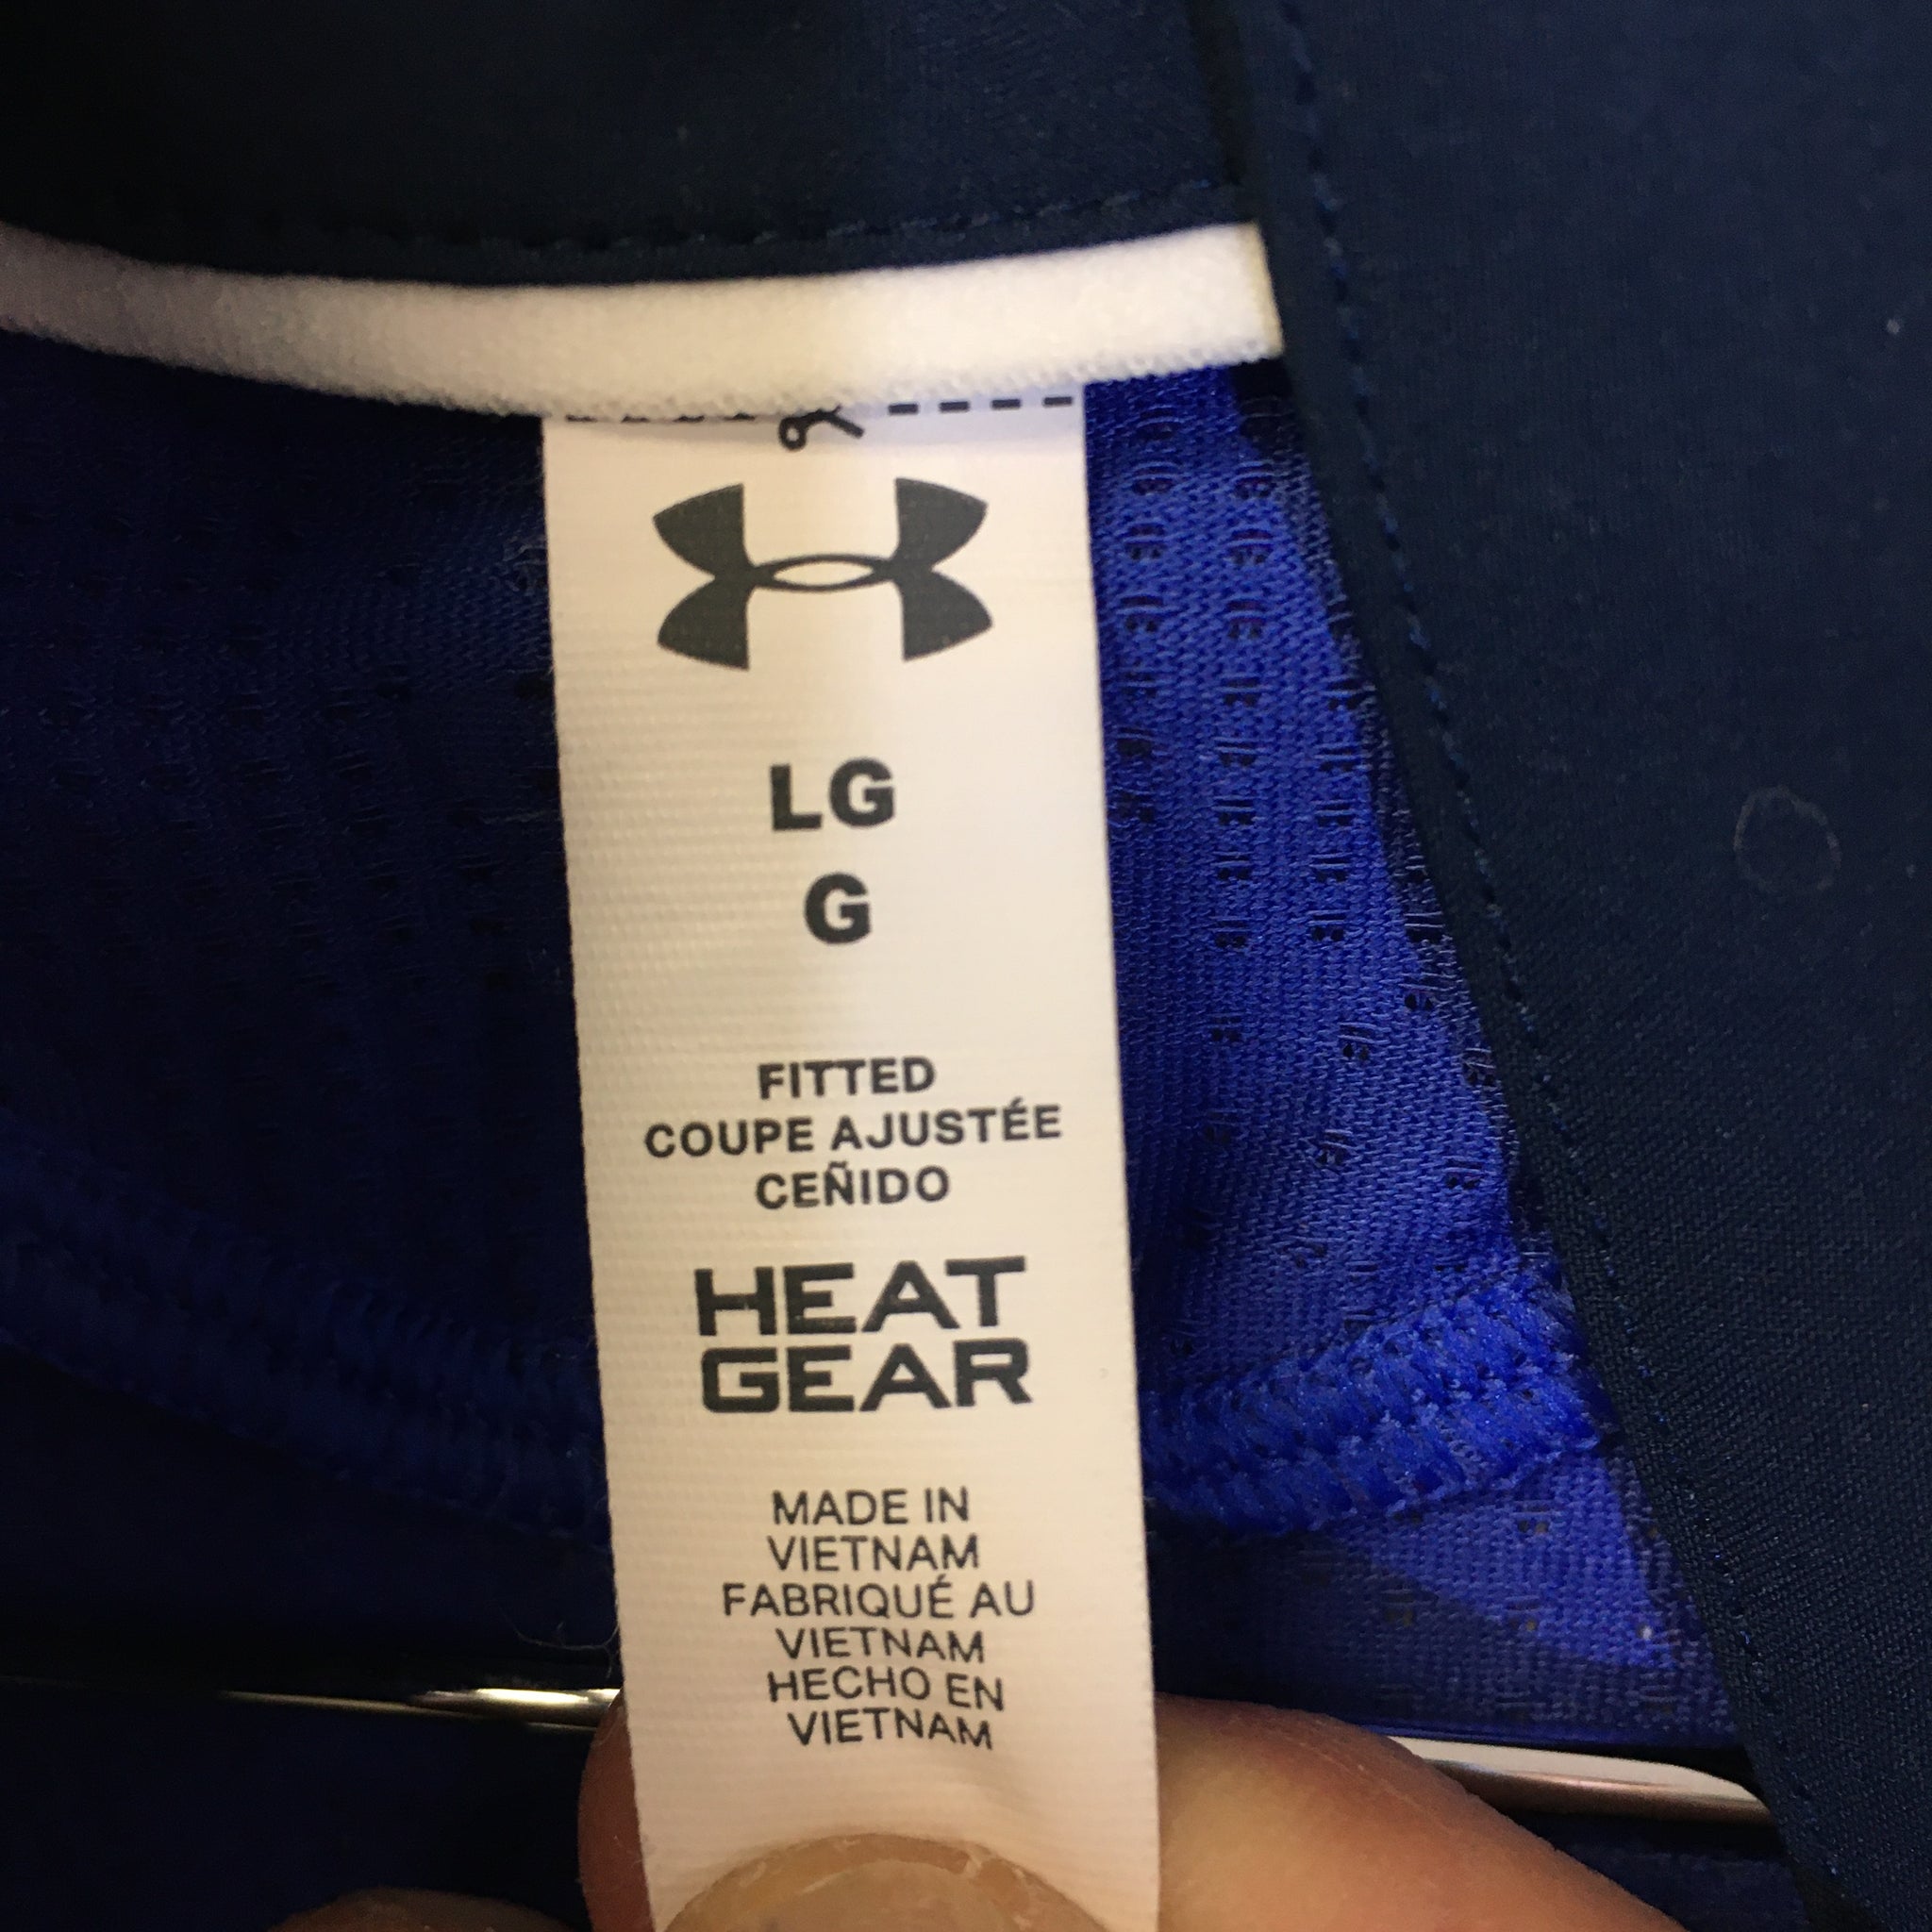 LG
G
FITTED
COUPE AJUSTÉE
CEÑIDO
HEAT
GEAR
MADE IN
VIETNAM
FABRIQUÉ AU
VIETNAM
HECHO EN
VIETNAM